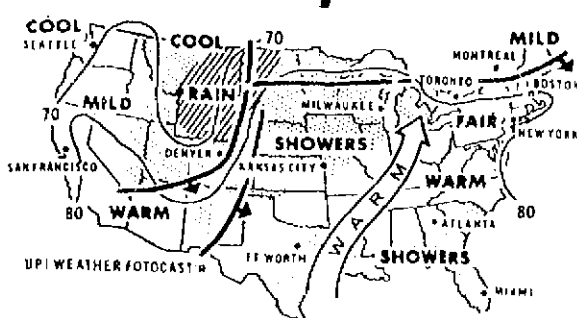 COOL
SEATTLE
COOL
70
MILD
MONTREAL
TORONTO
BOSTON
MILD
RAIN
MILWAUKEE
70
FAIR
NEW YORK
SHOWERS
DENVER
SAN FRANCISCO
KANSAS CITY
WARM
WARM
80
WARM
80
ATLANTA
UPI WEATHER FOTOCAST
FT WORTH
SHOWERS
MIAMI